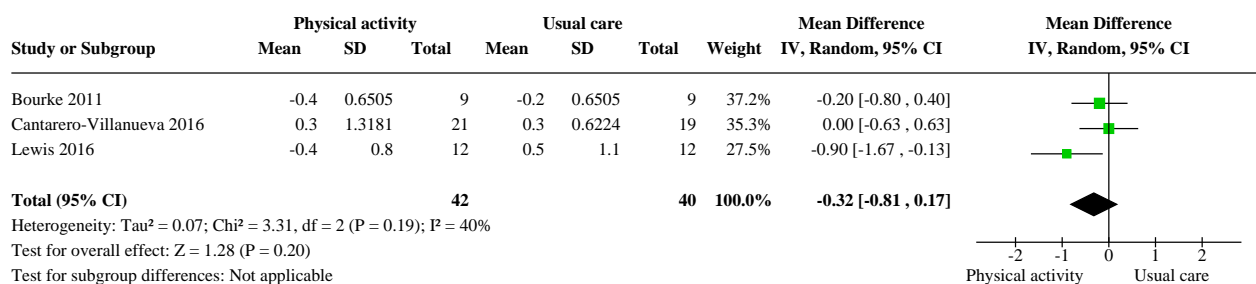 Physical activity Usual care Mean Difference Mean Difference
Study or Subgroup Mean SD Total Mean SD Total Weight IV, Random, 95% CI IV, Random, 95% CI
Bourke 2011 -0.4 0.6505 9 -0.2 0.6505 9 37.2% -0.20 [-0.80 , 0.40]
Cantarero-Villanueva 2016 0.3 1.3181 21 0.3 0.6224 19 35.3% 0.00 [-0.63 , 0.63]
Lewis 2016 -0.4 0.8 12 0.5 1.1 12 27.5% -0.90 [-1.67 , -0.13]
Total (95% CI) 42 40 100.0% -0.32 [-0.81 , 0.17]
Heterogeneity: Tau² = 0.07; Chi² = 3.31, df = 2 (P = 0.19); I² = 40%
Test for overall effect: Z = 1.28 (P = 0.20)
-2 -1 0 1 2
Test for subgroup differences: Not applicable
Physical activity Usual care